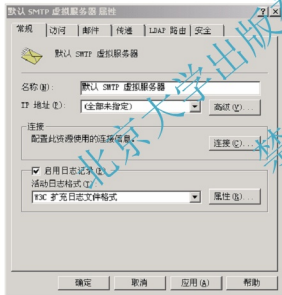 默认 SMTP 虚拟服务器 属性
常规 访问 邮件 传递 LDAP 路由 安全
默认 SMTP 虚拟服务器
名称(N): 默认 SMTP 虚拟服务器
IP 地址(P): (全部未指定) 高级(V)...
连接
配置此资源使用的连接信息。
连接(C)...
启用日志记录(E)
活动日志格式(T)
W3C 扩充日志文件格式 属性(R)...
确定 取消 应用(A) 帮助
北京大学出版